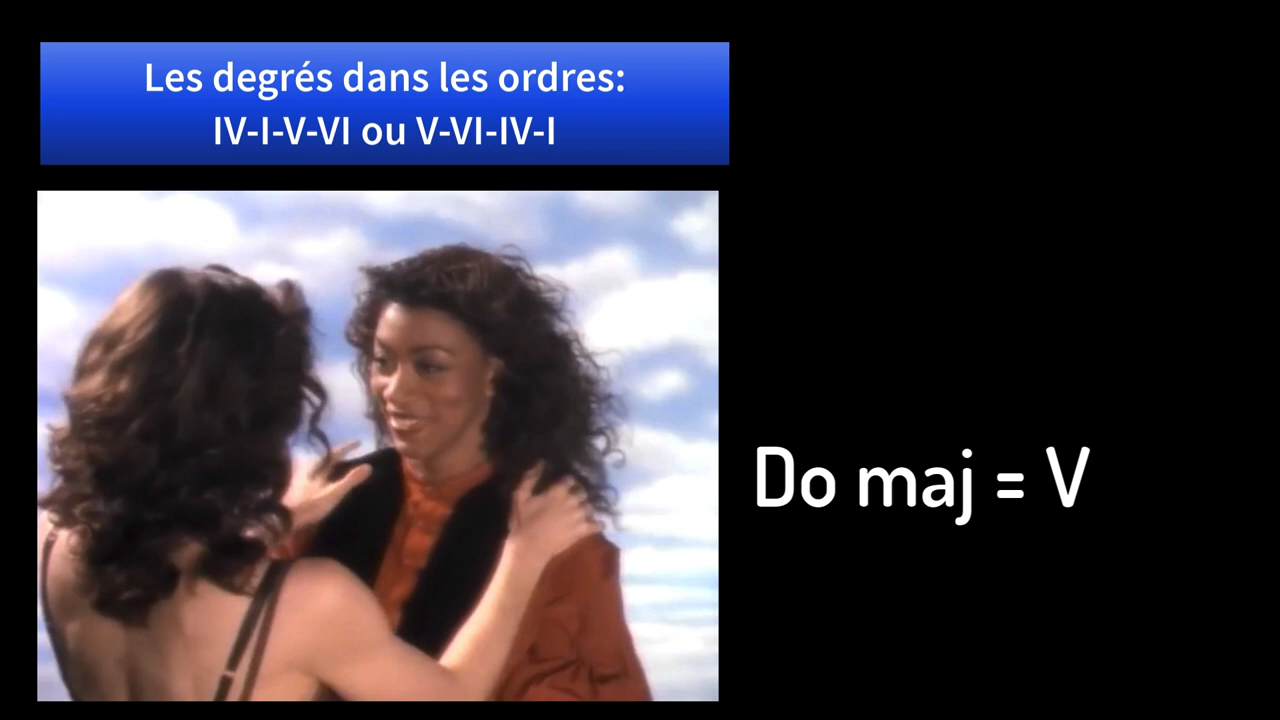 Les degrés dans les ordres:
IV-I-V-VI ou V-VI-IV-I
Do maj = V